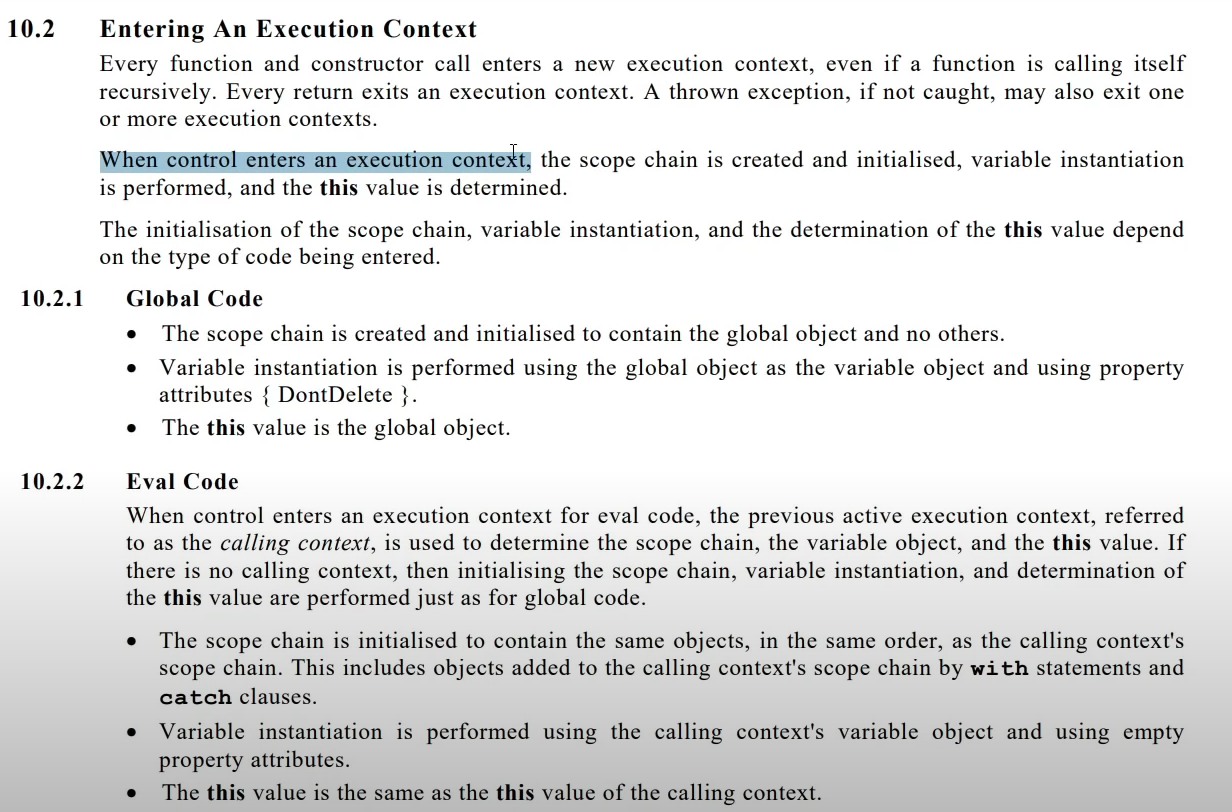 10.2 Entering An Execution Context
Every function and constructor call enters a new execution context, even if a function is calling itself
recursively. Every return exits an execution context. A thrown exception, if not caught, may also exit one
or more execution contexts.
When control enters an execution context, the scope chain is created and initialised, variable instantiation
is performed, and the this value is determined.
The initialisation of the scope chain, variable instantiation, and the determination of the this value depend
on the type of code being entered.
10.2.1 Global Code
• The scope chain is created and initialised to contain the global object and no others.
• Variable instantiation is performed using the global object as the variable object and using property
attributes { DontDelete }.
• The this value is the global object.
10.2.2 Eval Code
When control enters an execution context for eval code, the previous active execution context, referred
to as the calling context, is used to determine the scope chain, the variable object, and the this value. If
there is no calling context, then initialising the scope chain, variable instantiation, and determination of
the this value are performed just as for global code.
• The scope chain is initialised to contain the same objects, in the same order, as the calling context's
scope chain. This includes objects added to the calling context's scope chain by with statements and
catch clauses.
• Variable instantiation is performed using the calling context's variable object and using empty
property attributes.
• The this value is the same as the this value of the calling context.